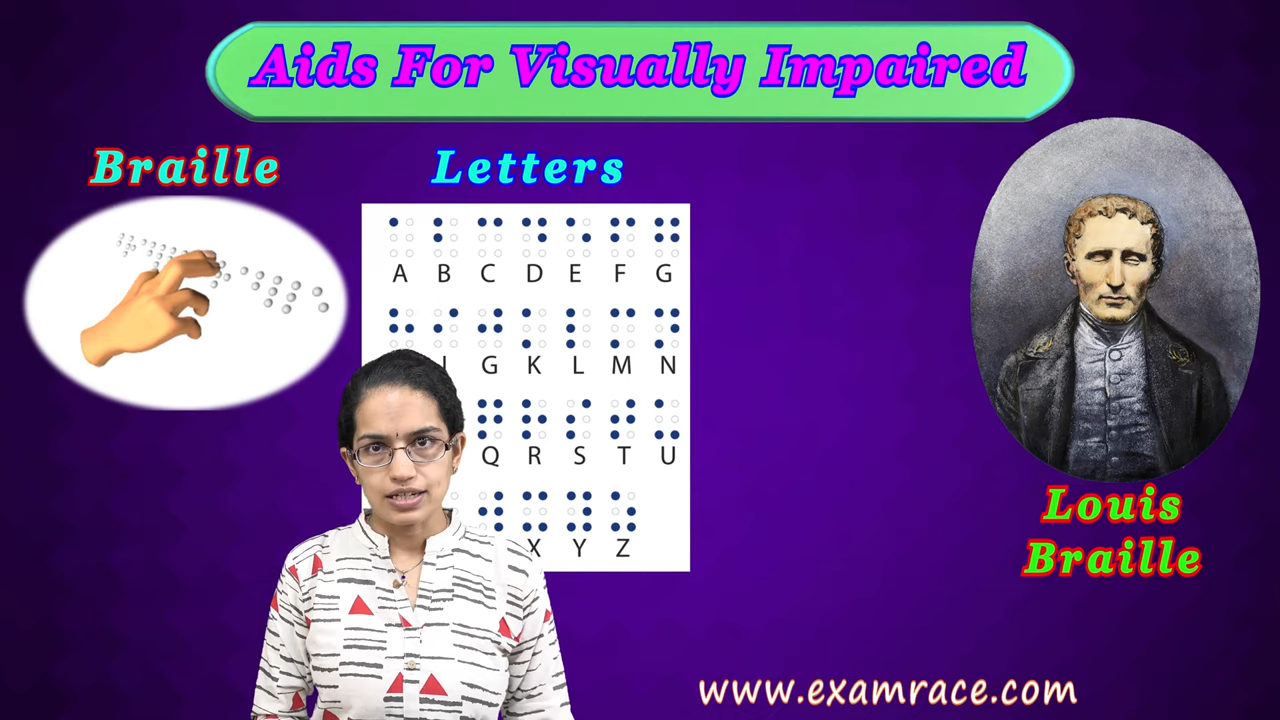 Aids For Visually Impaired
Braille
Letters
A B C D E F G
I G K L M N
Q R S T U
X Y Z
Louis
Braille
www.examrace.com